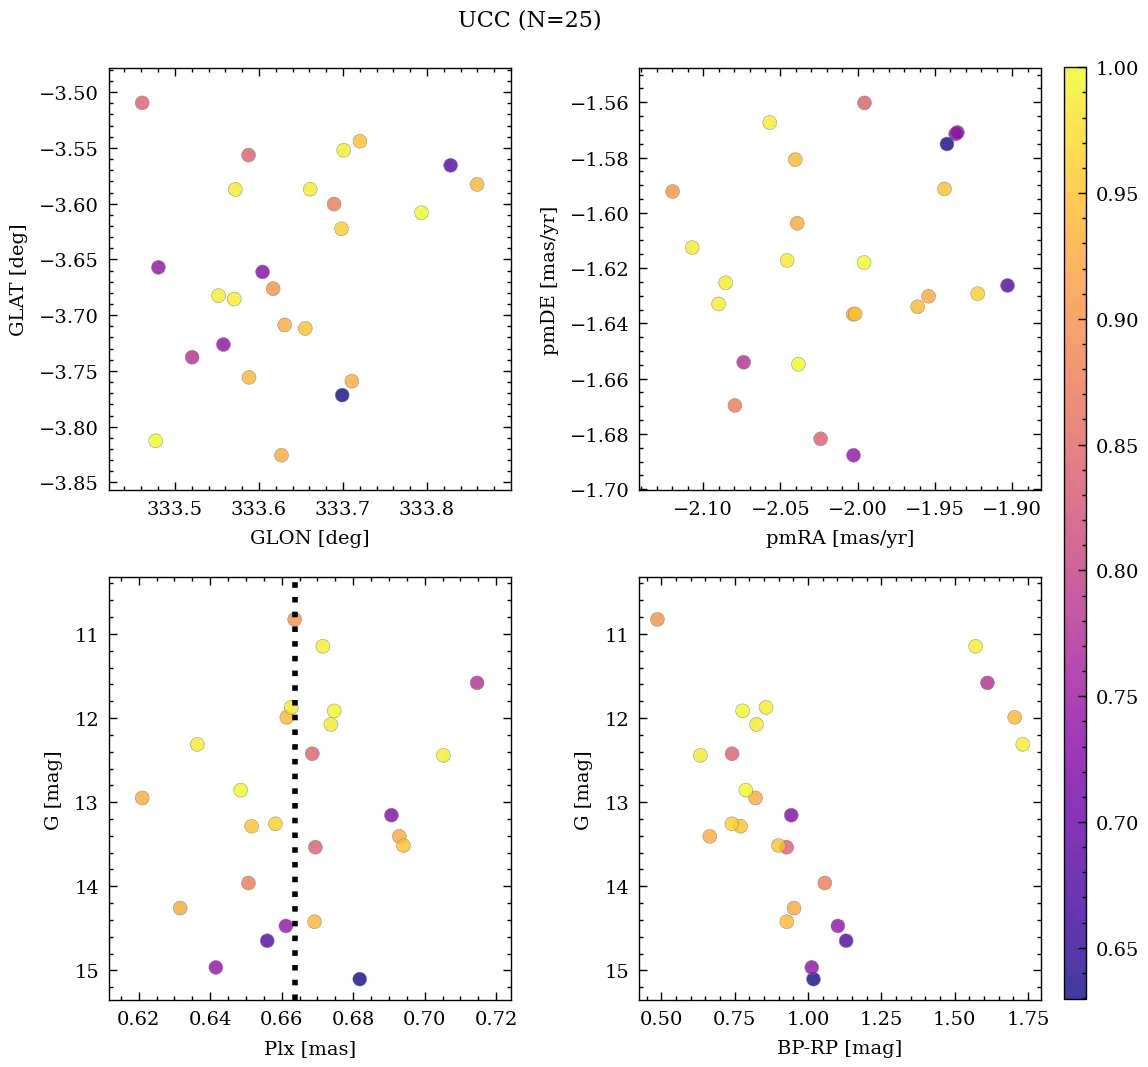 UCC (N=25)
−3.50
−3.55
−3.60
−3.65
−3.70
−3.75
−3.80
−3.85
GLAT [deg]
333.5 333.6 333.7 333.8
GLON [deg]
−1.56
−1.58
−1.60
−1.62
−1.64
−1.66
−1.68
−1.70
pmDE [mas/yr]
−2.10 −2.05 −2.00 −1.95 −1.90
pmRA [mas/yr]
11
12
13
14
15
G [mag]
0.62 0.64 0.66 0.68 0.70 0.72
Plx [mas]
11
12
13
14
15
G [mag]
0.50 0.75 1.00 1.25 1.50 1.75
BP-RP [mag]
1.00
0.95
0.90
0.85
0.80
0.75
0.70
0.65